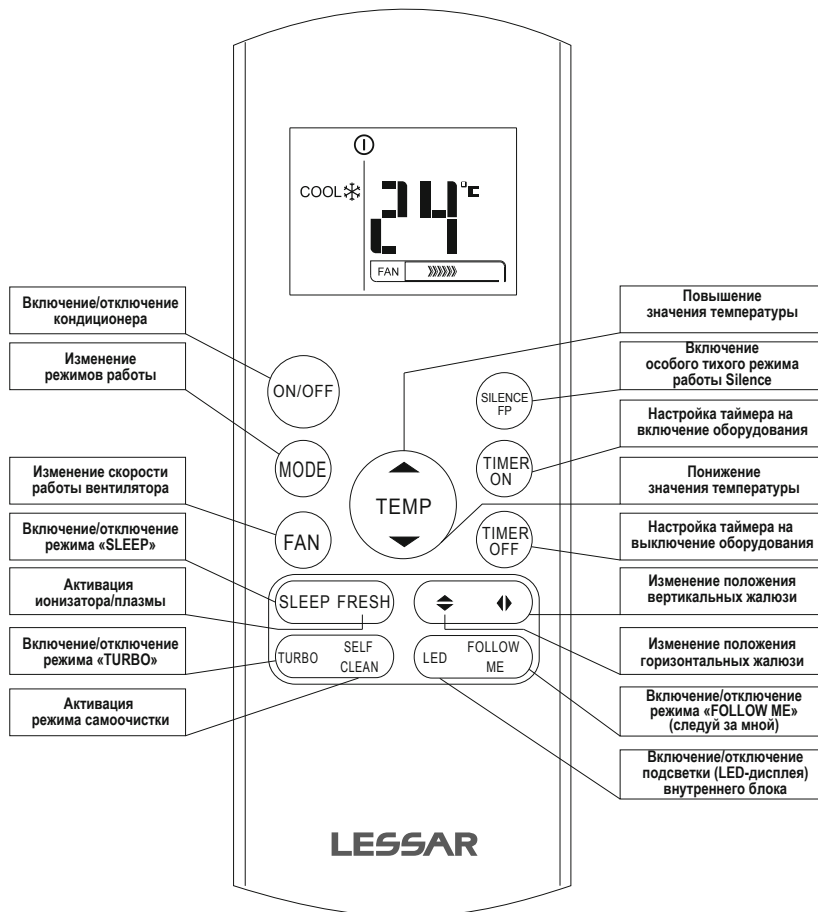 COOL
24°C
FAN
Включение/отключение
кондиционера
Изменение
режимов работы
Изменение скорости
работы вентилятора
Включение/отключение
режима «SLEEP»
Активация
ионизатора/плазмы
Включение/отключение
режима «TURBO»
Активация
режима самоочистки
ON/OFF
MODE
FAN
TEMP
SILENCE
FP
TIMER
ON
TIMER
OFF
SLEEP FRESH
TURBO
SELF
CLEAN
LED
FOLLOW
ME
Повышение
значения температуры
Включение
особого тихого режима
работы Silence
Настройка таймера на
включение оборудования
Понижение
значения температуры
Настройка таймера на
выключение оборудования
Изменение положения
вертикальных жалюзи
Изменение положения
горизонтальных жалюзи
Включение/отключение
режима «FOLLOW ME»
(следуй за мной)
Включение/отключение
подсветки (LED-дисплея)
внутреннего блока
LESSAR